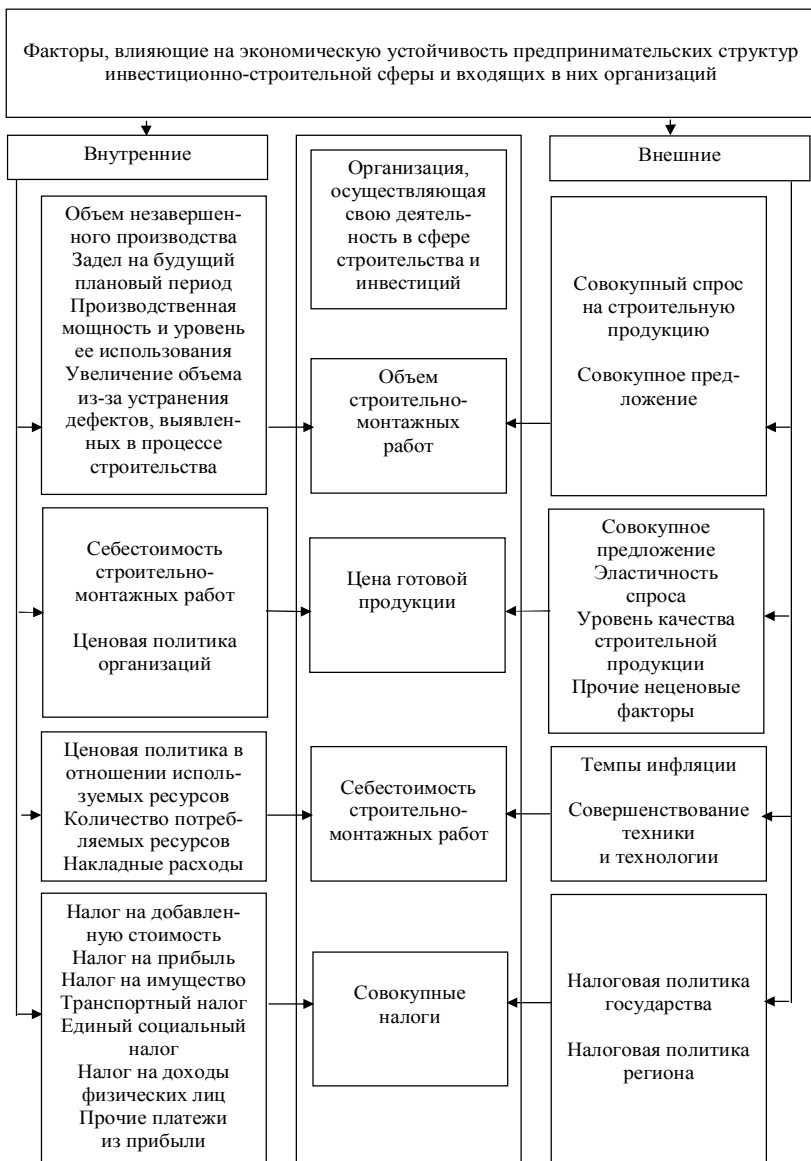 Факторы, влияющие на экономическую устойчивость предпринимательских структур
инвестиционно-строительной сферы и входящих в них организаций
Внутренние
Объем незавершен-
ного производства
Задел на будущий
плановый период
Производственная
мощность и уровень
ее использования
Увеличение объема
из-за устранения
дефектов, выявлен-
ных в процессе
строительства
Себестоимость
строительно-
монтажных работ
Ценовая политика
организаций
Ценовая политика в
отношении исполь-
зуемых ресурсов
Количество потреб-
ляемых ресурсов
Накладные расходы
Налог на добавлен-
ную стоимость
Налог на прибыль
Налог на имущество
Транспортный налог
Единый социальный
налог
Налог на доходы
физических лиц
Прочие платежи
из прибыли
Организация,
осуществляющая
свою деятель-
ность в сфере
строительства и
инвестиций
Объем
строительно-
монтажных
работ
Цена готовой
продукции
Себестоимость
строительно-
монтажных работ
Совокупные
налоги
Внешние
Совокупный спрос
на строительную
продукцию
Совокупное пред-
ложение
Совокупное
предложение
Эластичность
спроса
Уровень качества
строительной
продукции
Прочие неценовые
факторы
Темпы инфляции
Совершенствование
техники
и технологии
Налоговая политика
государства
Налоговая политика
региона